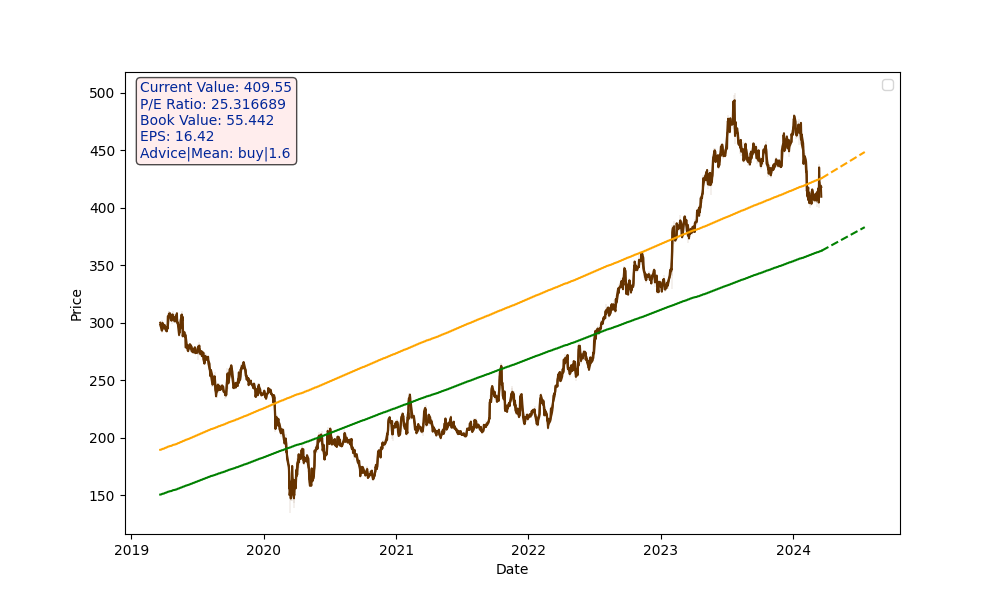 Current Value: 409.55
P/E Ratio: 25.316689
Book Value: 55.442
EPS: 16.42
Advice|Mean: buy|1.6
500
450
400
350
300
250
200
150
Price
2019 2020 2021 2022 2023 2024
Date